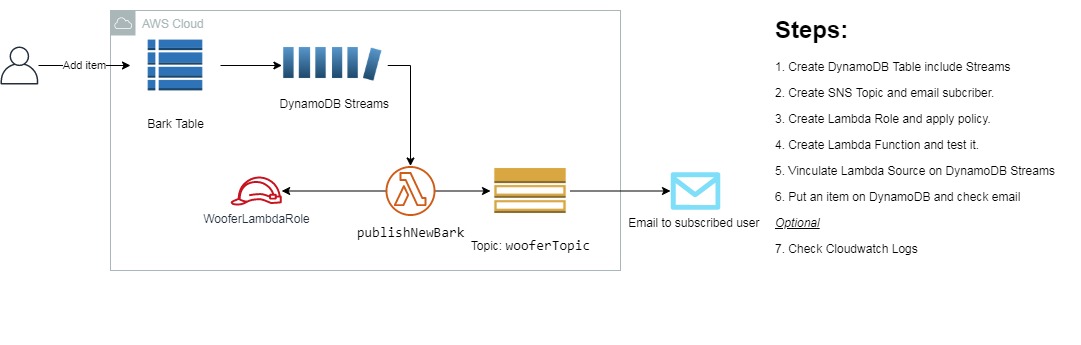 AWS Cloud
Add item
Bark Table
DynamoDB Streams
WooferLambdaRole
publishNewBark
Topic: wooferTopic
Email to subscribed user
Steps:
1. Create DynamoDB Table include Streams
2. Create SNS Topic and email subcriber.
3. Create Lambda Role and apply policy.
4. Create Lambda Function and test it.
5. Vinculate Lambda Source on DynamoDB Streams
6. Put an item on DynamoDB and check email
Optional
7. Check Cloudwatch Logs